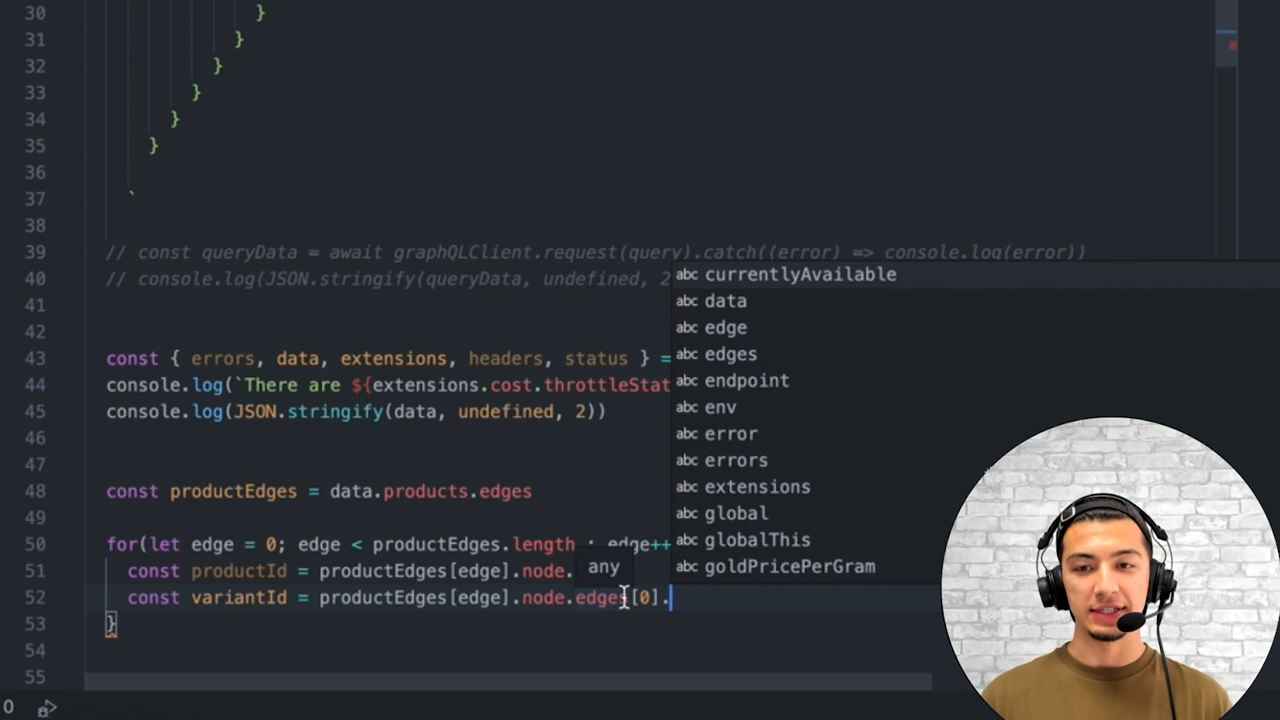 30 }
31 }
32 }
33 }
34 }
35 }
36
37 `
38
39 // const queryData = await graphQLClient.request(query).catch((error) => console.log(error))
40 // console.log(JSON.stringify(queryData, undefined, 2
41
42
43 const { errors, data, extensions, headers, status } =
44 console.log(`There are ${extensions.cost.throttleStat
45 console.log(JSON.stringify(data, undefined, 2))
46
47
48 const productEdges = data.products.edges
49
50 for(let edge = 0; edge < productEdges.length ; edge++
51 const productId = productEdges[edge].node.
52 const variantId = productEdges[edge].node.edges[0].
53 }
54
55
any
abc currentlyAvailable
abc data
abc edge
abc edges
abc endpoint
abc env
abc error
abc errors
abc extensions
abc global
abc globalThis
abc goldPricePerGram
0